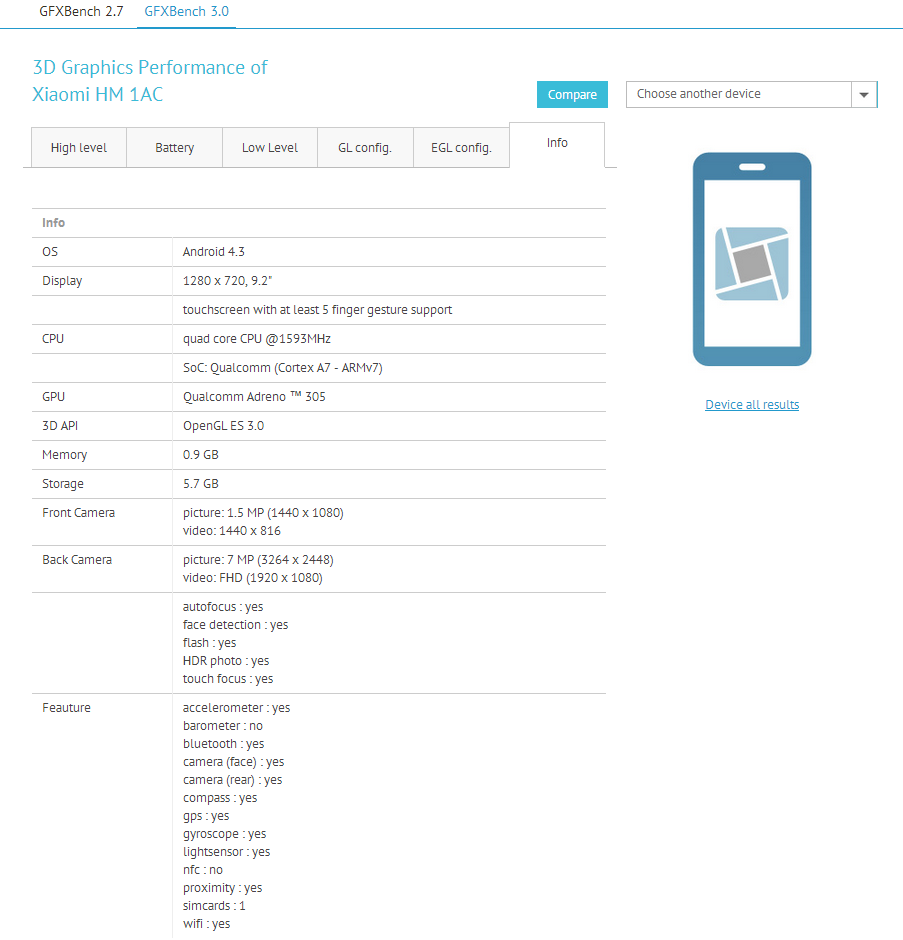 GFXBench 2.7 GFXBench 3.0
3D Graphics Performance of
Xiaomi HM 1AC
Compare Choose another device
High level Battery Low Level GL config. EGL config. Info
Info
OS Android 4.3
Display 1280 x 720, 9.2"
touchscreen with at least 5 finger gesture support
CPU quad core CPU @1593MHz
SoC: Qualcomm (Cortex A7 - ARMv7)
GPU Qualcomm Adreno ™ 305
3D API OpenGL ES 3.0
Memory 0.9 GB
Storage 5.7 GB
Front Camera picture: 1.5 MP (1440 x 1080)
video: 1440 x 816
Back Camera picture: 7 MP (3264 x 2448)
video: FHD (1920 x 1080)
autofocus : yes
face detection : yes
flash : yes
HDR photo : yes
touch focus : yes
Feauture accelerometer : yes
barometer : no
bluetooth : yes
camera (face) : yes
camera (rear) : yes
compass : yes
gps : yes
gyroscope : yes
lightsensor : yes
nfc : no
proximity : yes
simcards : 1
wifi : yes
Device all results